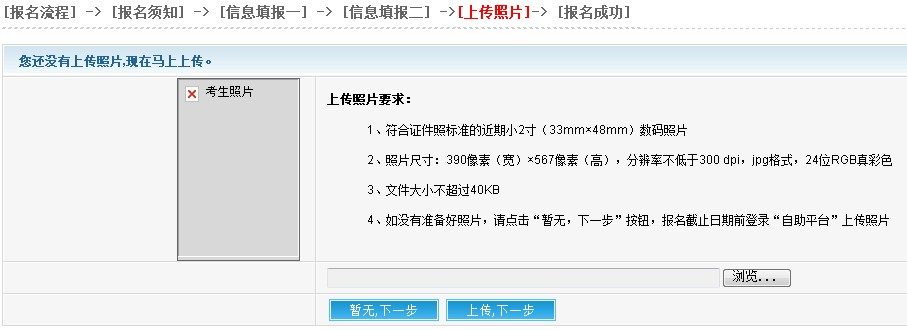 [报名流程] -> [报名须知] -> [信息填报一] -> [信息填报二] ->[上传照片]-> [报名成功]
您还没有上传照片,现在马上上传。
考生照片
上传照片要求：
1、符合证件照标准的近期小2寸（33mm×48mm）数码照片
2、照片尺寸：390像素（宽）×567像素（高），分辨率不低于300 dpi，jpg格式，24位RGB真彩色
3、文件大小不超过40KB
4、如没有准备好照片，请点击“暂无，下一步”按钮，报名截止日期前登录“自助平台”上传照片
浏览...
暂无,下一步 上传,下一步